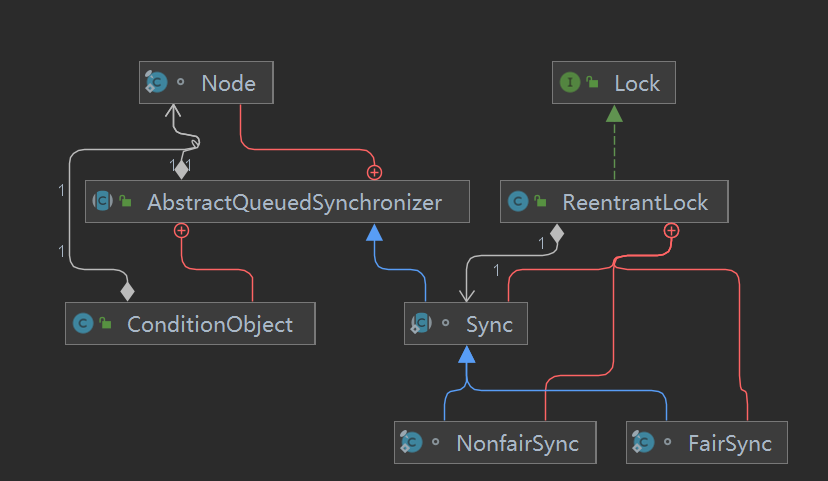 Node
Lock
1 1
1
AbstractQueuedSynchronizer
ReentrantLock
1
1
1
ConditionObject
Sync
NonfairSync
FairSync